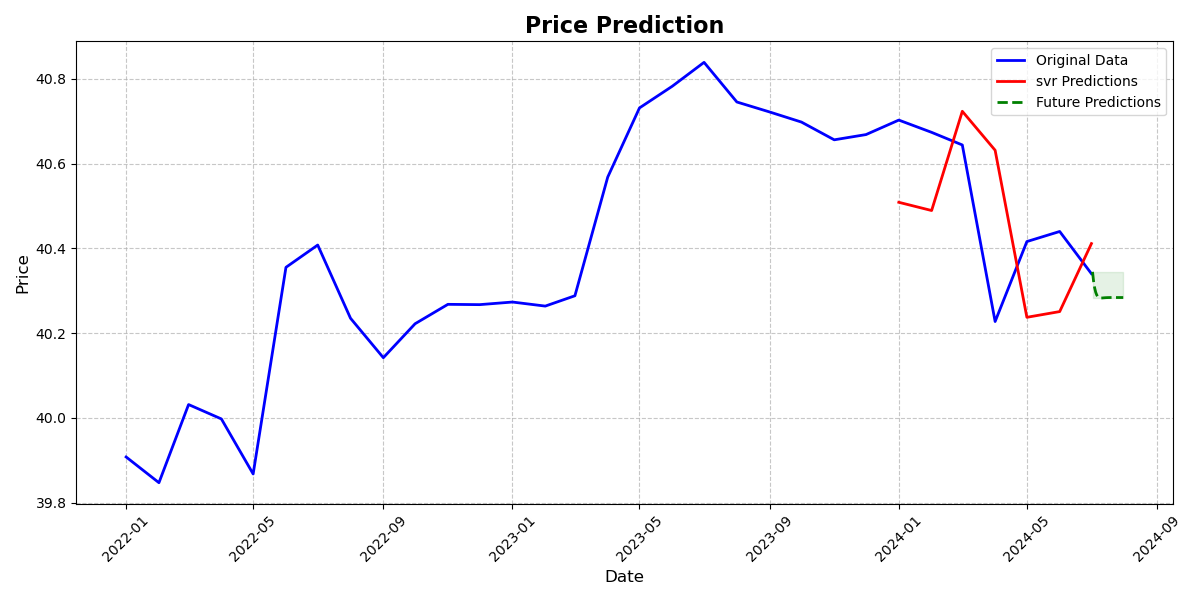 Price Prediction
Original Data
svr Predictions
Future Predictions
40.8
40.6
40.4
40.2
40.0
39.8
Price
2022-01
2022-05
2022-09
2023-01
2023-05
2023-09
2024-01
2024-05
2024-09
Date